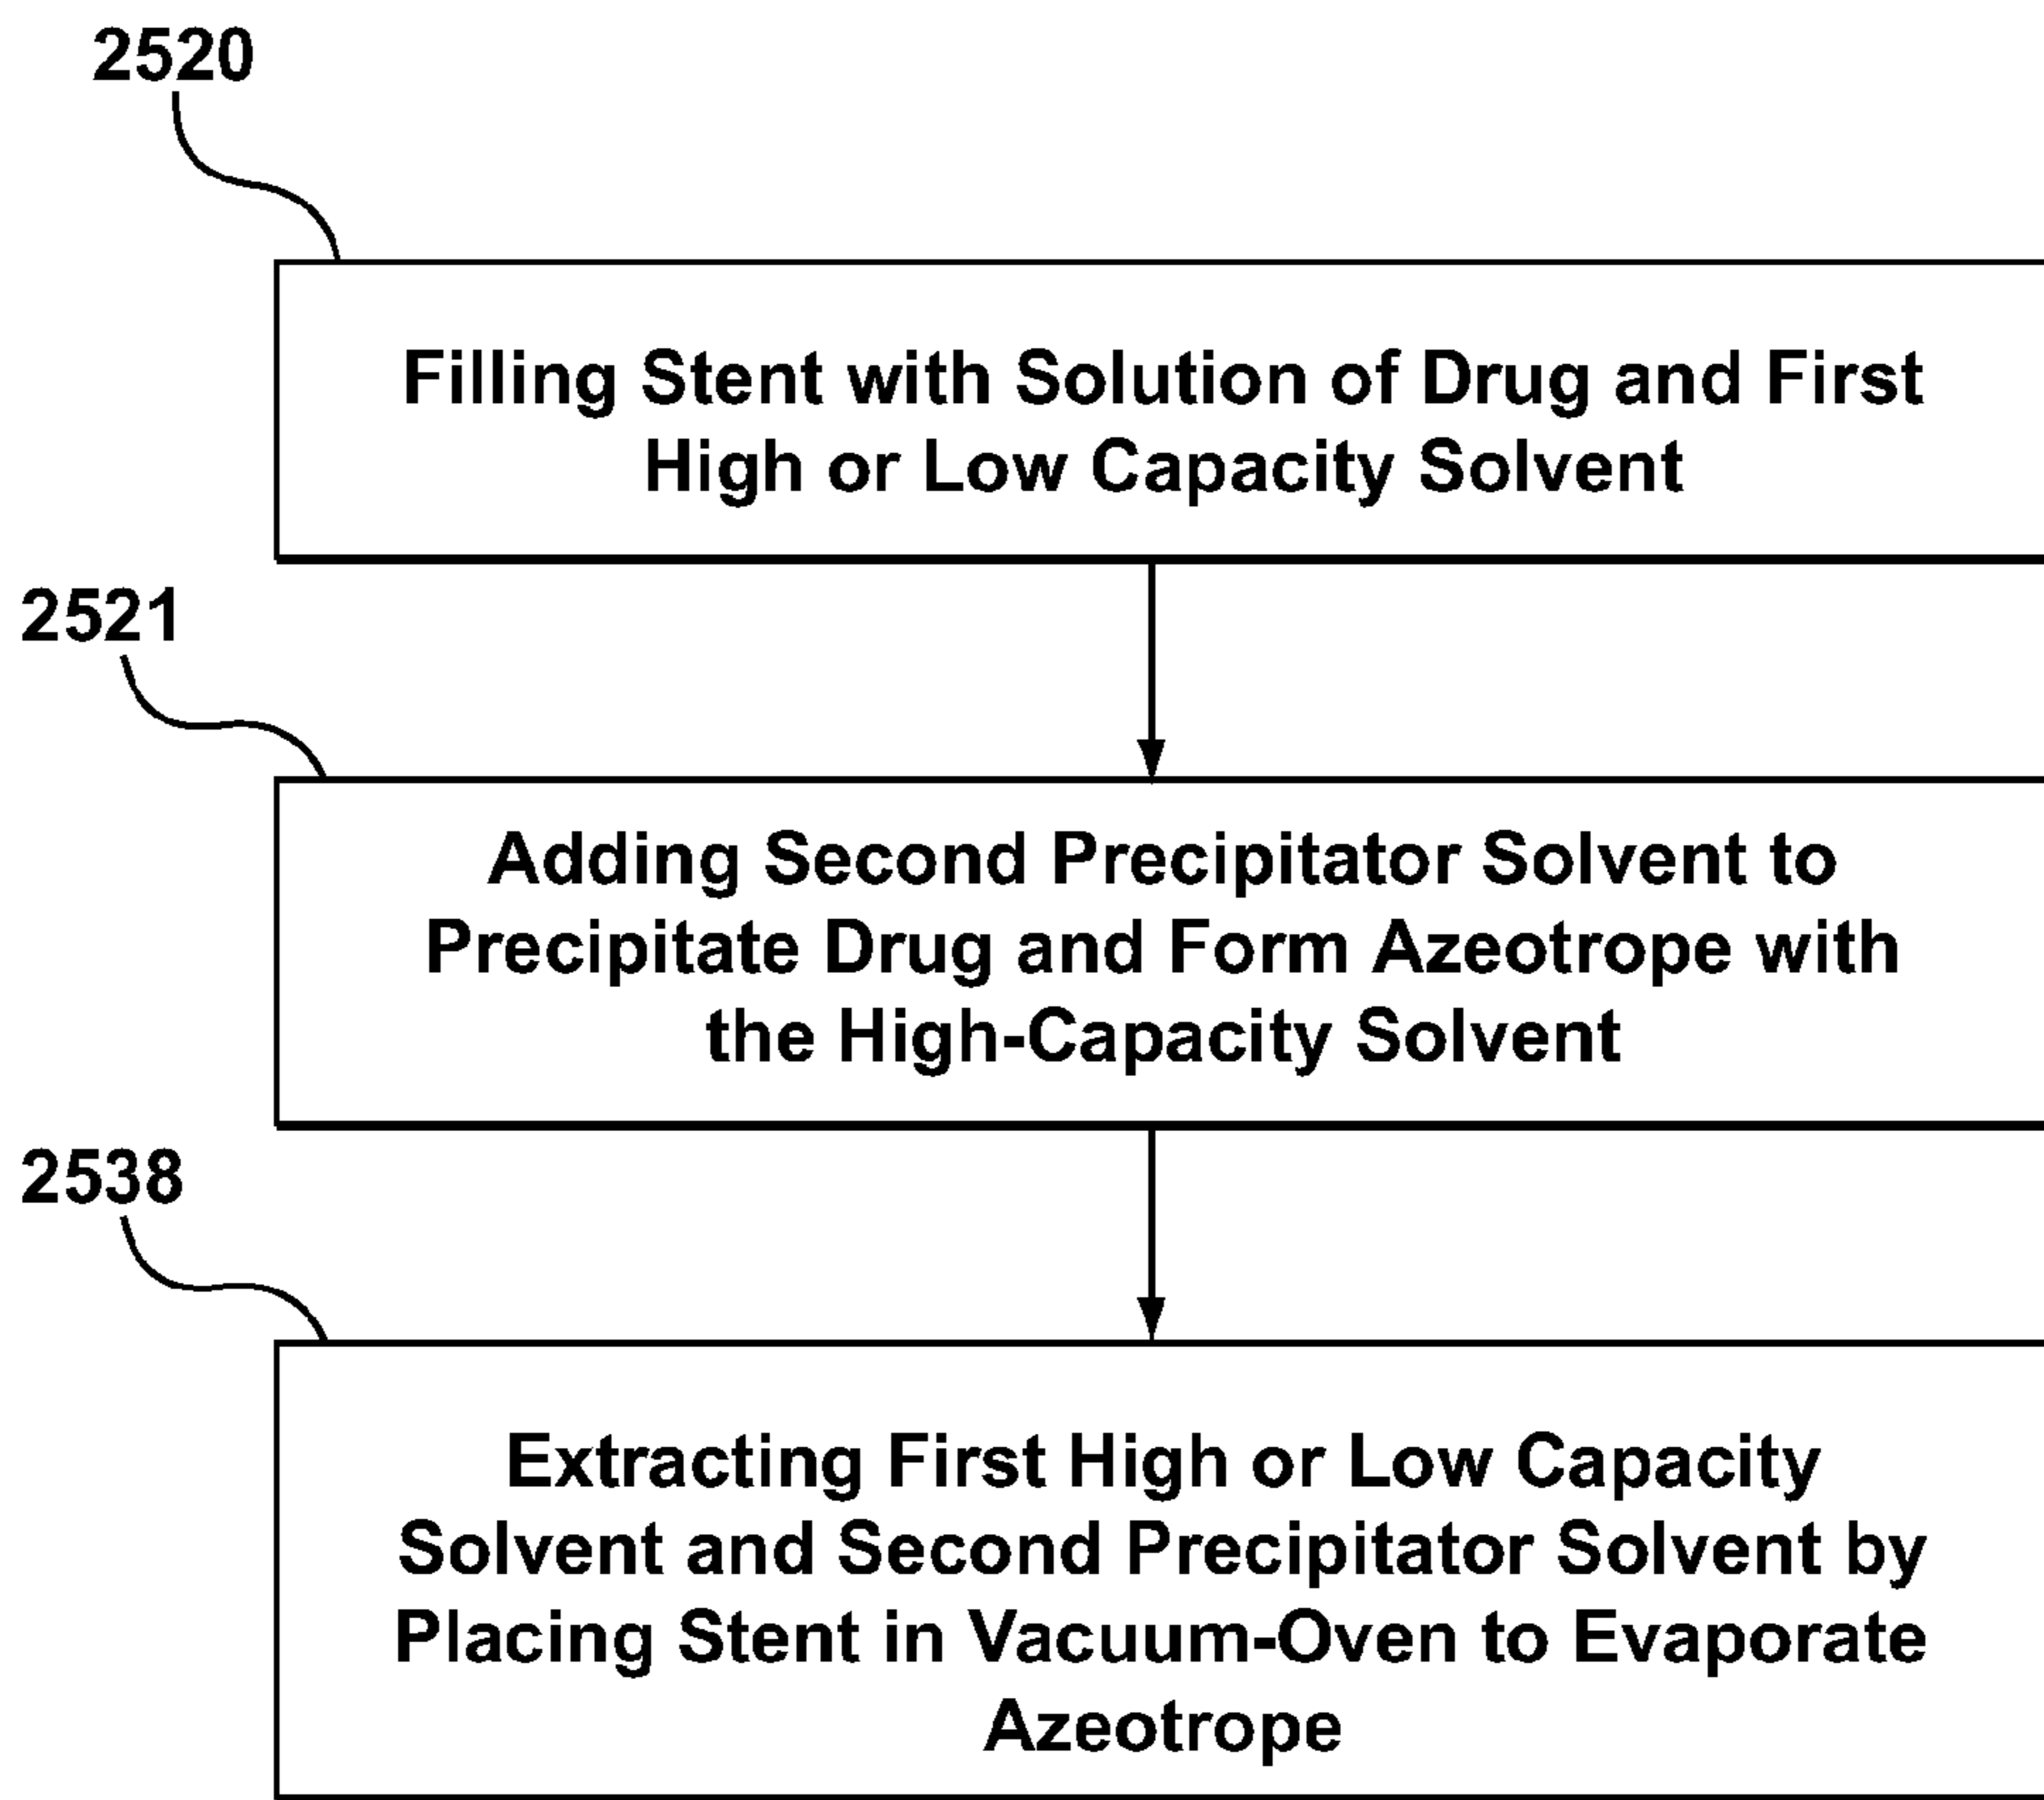 2520
Filling Stent with Solution of Drug and First
High or Low Capacity Solvent
2521
Adding Second Precipitator Solvent to
Precipitate Drug and Form Azeotrope with
the High-Capacity Solvent
2538
Extracting First High or Low Capacity
Solvent and Second Precipitator Solvent by
Placing Stent in Vacuum-Oven to Evaporate
Azeotrope